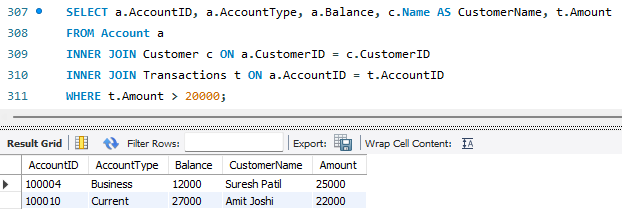 307 SELECT a.AccountID, a.AccountType, a.Balance, c.Name AS CustomerName, t.Amount
308 FROM Account a
309 INNER JOIN Customer c ON a.CustomerID = c.CustomerID
310 INNER JOIN Transactions t ON a.AccountID = t.AccountID
311 WHERE t.Amount > 20000;
Result Grid Filter Rows: Export: Wrap Cell Content: IA
AccountID AccountType Balance CustomerName Amount
100004 Business 12000 Suresh Patil 25000
100010 Current 27000 Amit Joshi 22000